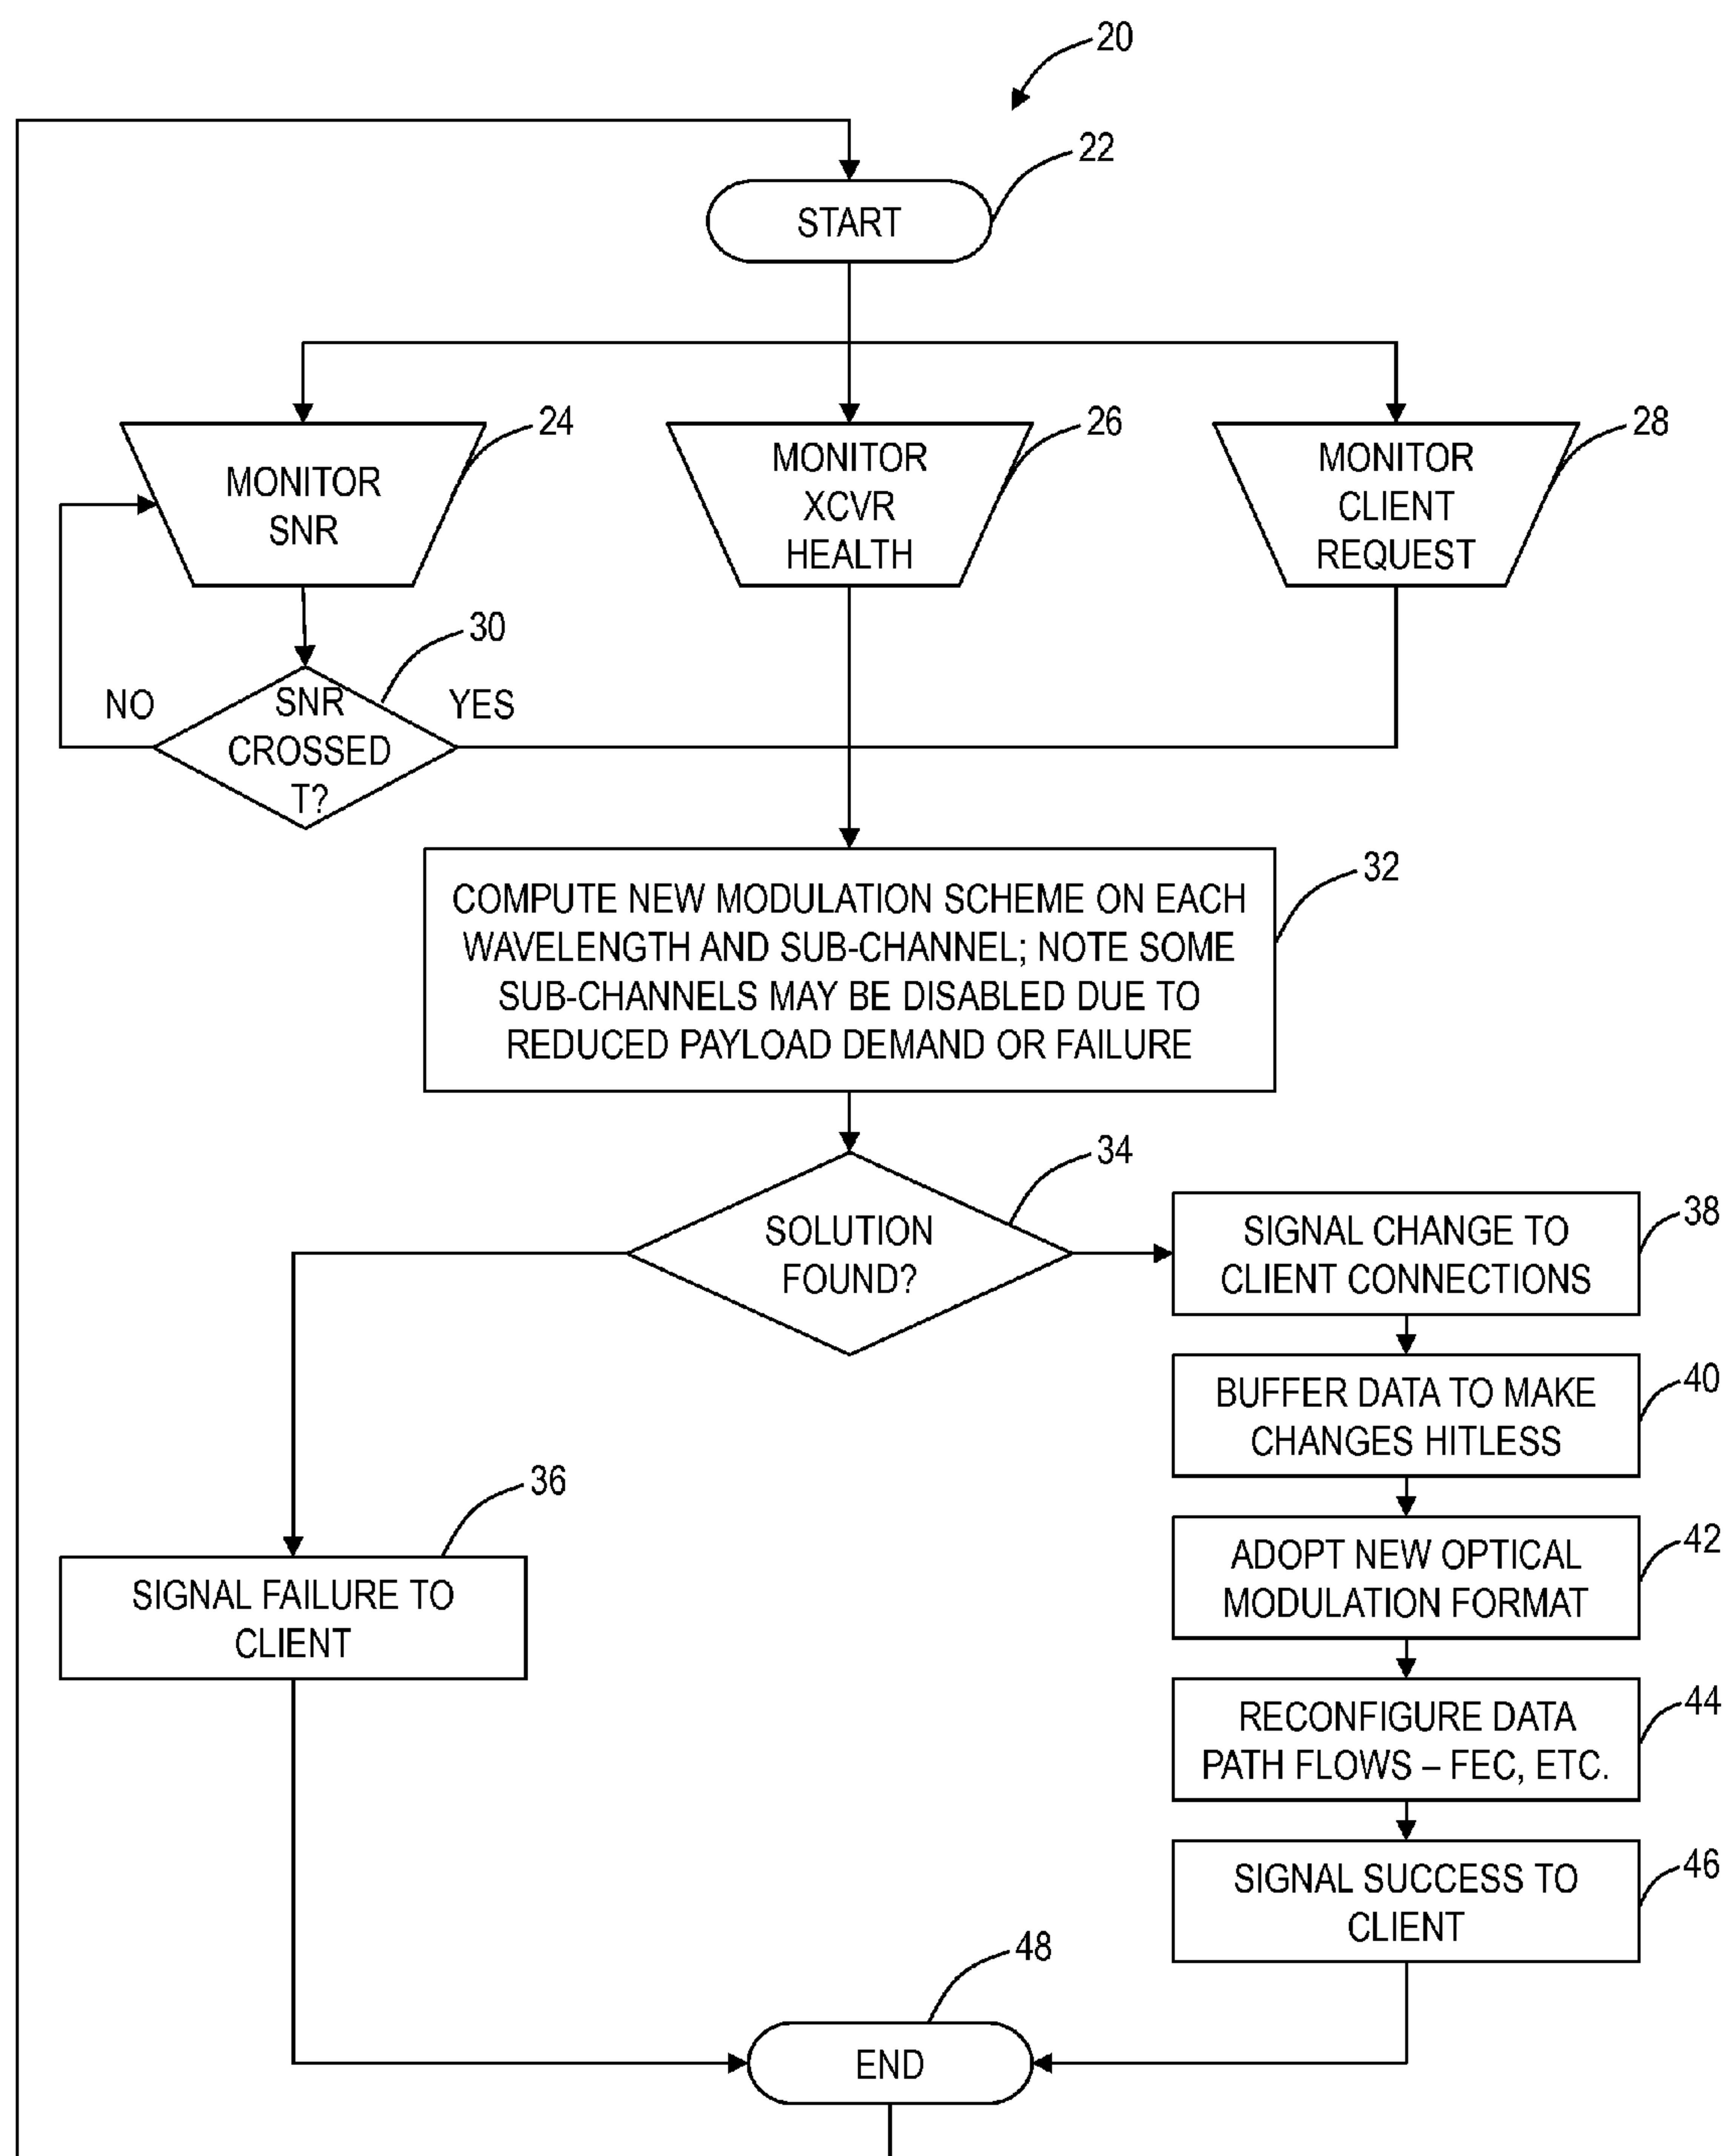 20
22
START
24
MONITOR
SNR
26
MONITOR
XCVR
HEALTH
28
MONITOR
CLIENT
REQUEST
30
NO
YES
SNR
CROSSED
T?
32
COMPUTE NEW MODULATION SCHEME ON EACH
WAVELENGTH AND SUB-CHANNEL; NOTE SOME
SUB-CHANNELS MAY BE DISABLED DUE TO
REDUCED PAYLOAD DEMAND OR FAILURE
34
SOLUTION
FOUND?
36
SIGNAL FAILURE TO
CLIENT
38
SIGNAL CHANGE TO
CLIENT CONNECTIONS
40
BUFFER DATA TO MAKE
CHANGES HITLESS
42
ADOPT NEW OPTICAL
MODULATION FORMAT
44
RECONFIGURE DATA
PATH FLOWS – FEC, ETC.
46
SIGNAL SUCCESS TO
CLIENT
48
END